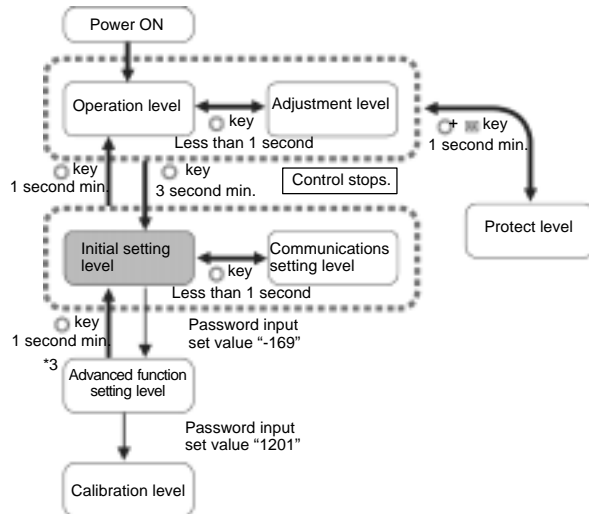 Power ON
Operation level
Adjustment level
key
Less than 1 second
+ key
1 second min.
key
1 second min.
key
3 second min.
Control stops.
Protect level
Initial setting
level
Communications
setting level
key
Less than 1 second
key
1 second min.
Password input
set value “-169”
*3
Advanced function
setting level
Password input
set value “1201”
Calibration level